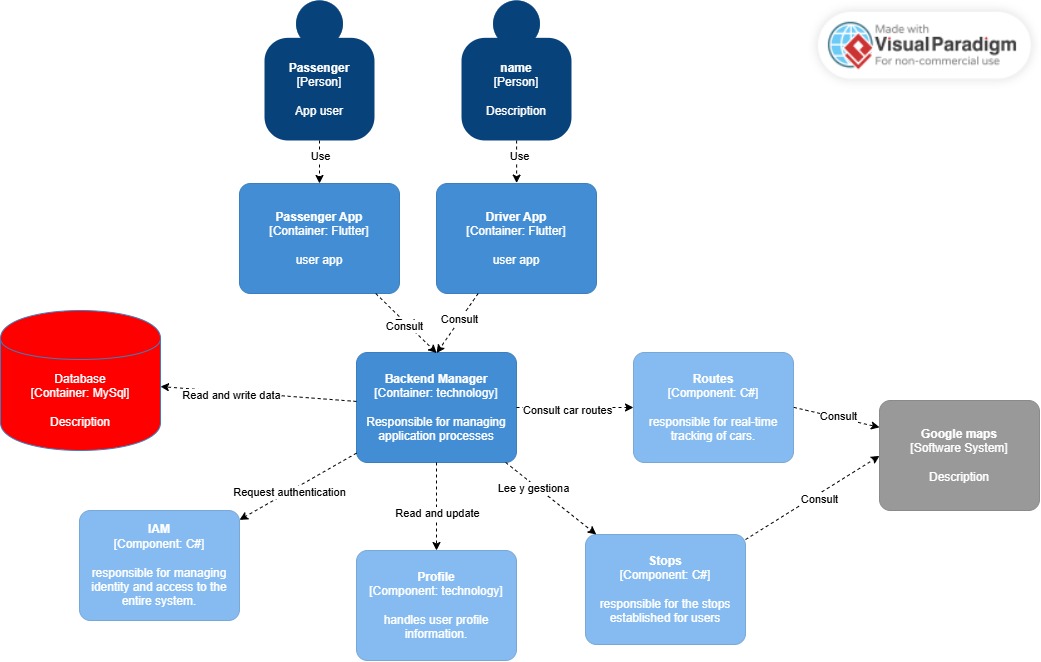 Made with
Visual Paradigm
For non-commercial use
Passenger
[Person]
App user
name
[Person]
Description
Use
Use
Passenger App
[Container: Flutter]
user app
Driver App
[Container: Flutter]
user app
Consult
Consult
Database
[Container: MySql]
Description
Read and write data
Backend Manager
[Container: technology]
Responsible for managing
application processes
Consult car routes
Routes
[Component: C#]
responsible for real-time
tracking of cars.
Consult
Google maps
[Software System]
Description
Request authentication
Read and update
Lee y gestiona
Consult
IAM
[Component: C#]
responsible for managing
identity and access to the
entire system.
Profile
[Component: technology]
handles user profile
information.
Stops
[Component: C#]
responsible for the stops
established for users